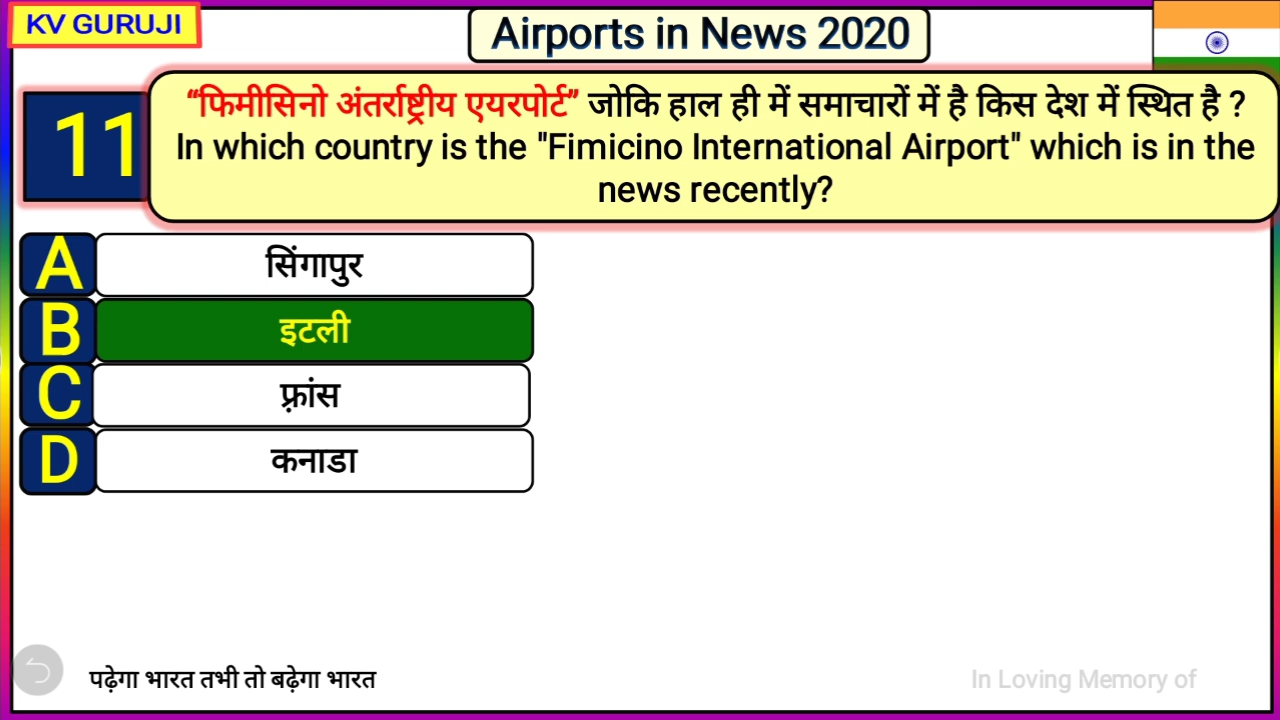 KV GURUJI
Airports in News 2020
11
“फिमीसिनो अंतर्राष्ट्रीय एयरपोर्ट” जोकि हाल ही में समाचारों में है किस देश में स्थित है ?
In which country is the "Fimicino International Airport" which is in the
news recently?
A सिंगापुर
B इटली
C फ़्रांस
D कनाडा
पढ़ेगा भारत तभी तो बढ़ेगा भारत
In Loving Memory of